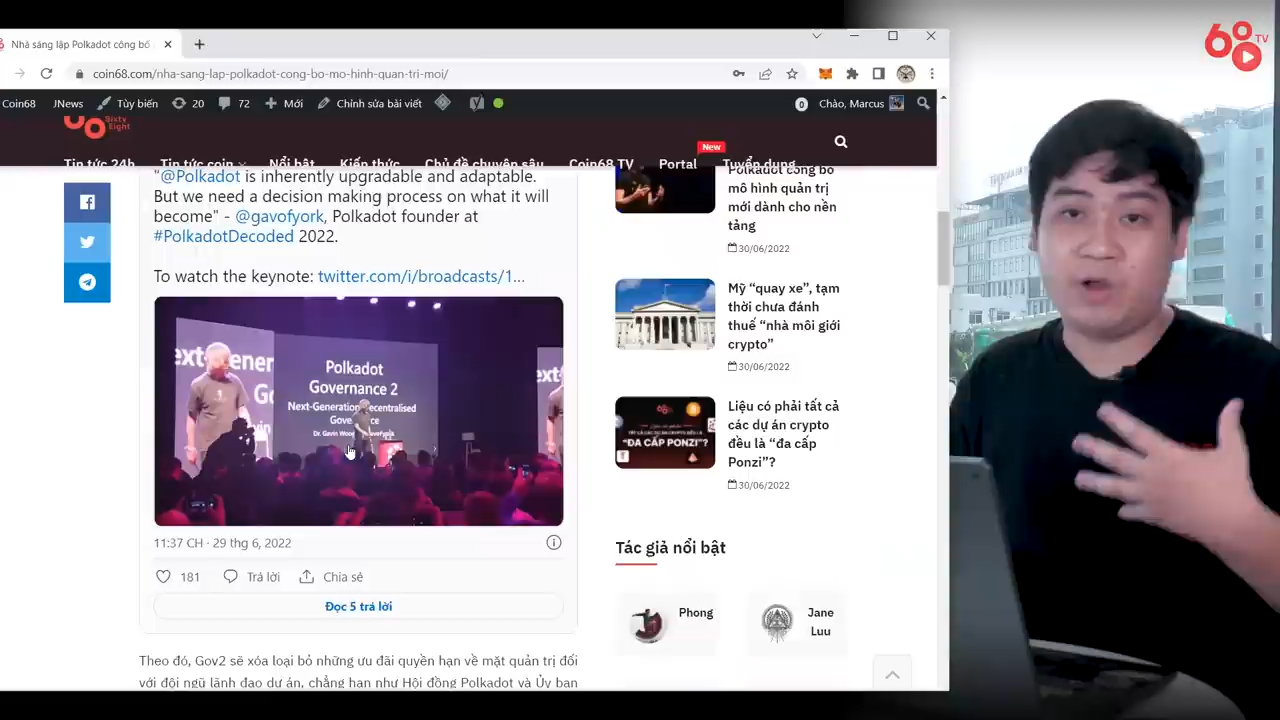 Nhà sáng lập Polkadot công bố
coin68.com/nha-sang-lap-polkadot-cong-bo-mo-hinh-quan-tri-moi/
Coin68 JNews Tùy biến 20 72 Mới Chỉnh sửa bài viết 0 Chào, Marcus
Sixty
Eight
Tin tức 24h Tin tức coin Nổi bật Kiến thức Chủ đề chuyên sâu Coin68 TV Portal New Tuyển dụng
"@Polkadot is inherently upgradable and adaptable.
But we need a decision making process on what it will
become" - @gavofyork, Polkadot founder at
#PolkadotDecoded 2022.
To watch the keynote: twitter.com/i/broadcasts/1...
Polkadot
Governance 2
Next-Generation Decentralised
Governance
11:37 CH · 29 thg 6, 2022
181 Trả lời Chia sẻ
Đọc 5 trả lời
Theo đó, Gov2 sẽ xóa loại bỏ những ưu đãi quyền hạn về mặt quản trị đối
với đội ngũ lãnh đạo dự án, chẳng hạn như Hội đồng Polkadot và Ủy ban
Polkadot công bố
mô hình quản trị
mới dành cho nền
tảng
30/06/2022
Mỹ “quay xe”, tạm
thời chưa đánh
thuế “nhà môi giới
crypto”
30/06/2022
"ĐA CẤP PONZI"?
Liệu có phải tất cả
các dự án crypto
đều là “đa cấp
Ponzi”?
30/06/2022
Tác giả nổi bật
Phong
Jane
Luu
68 TV